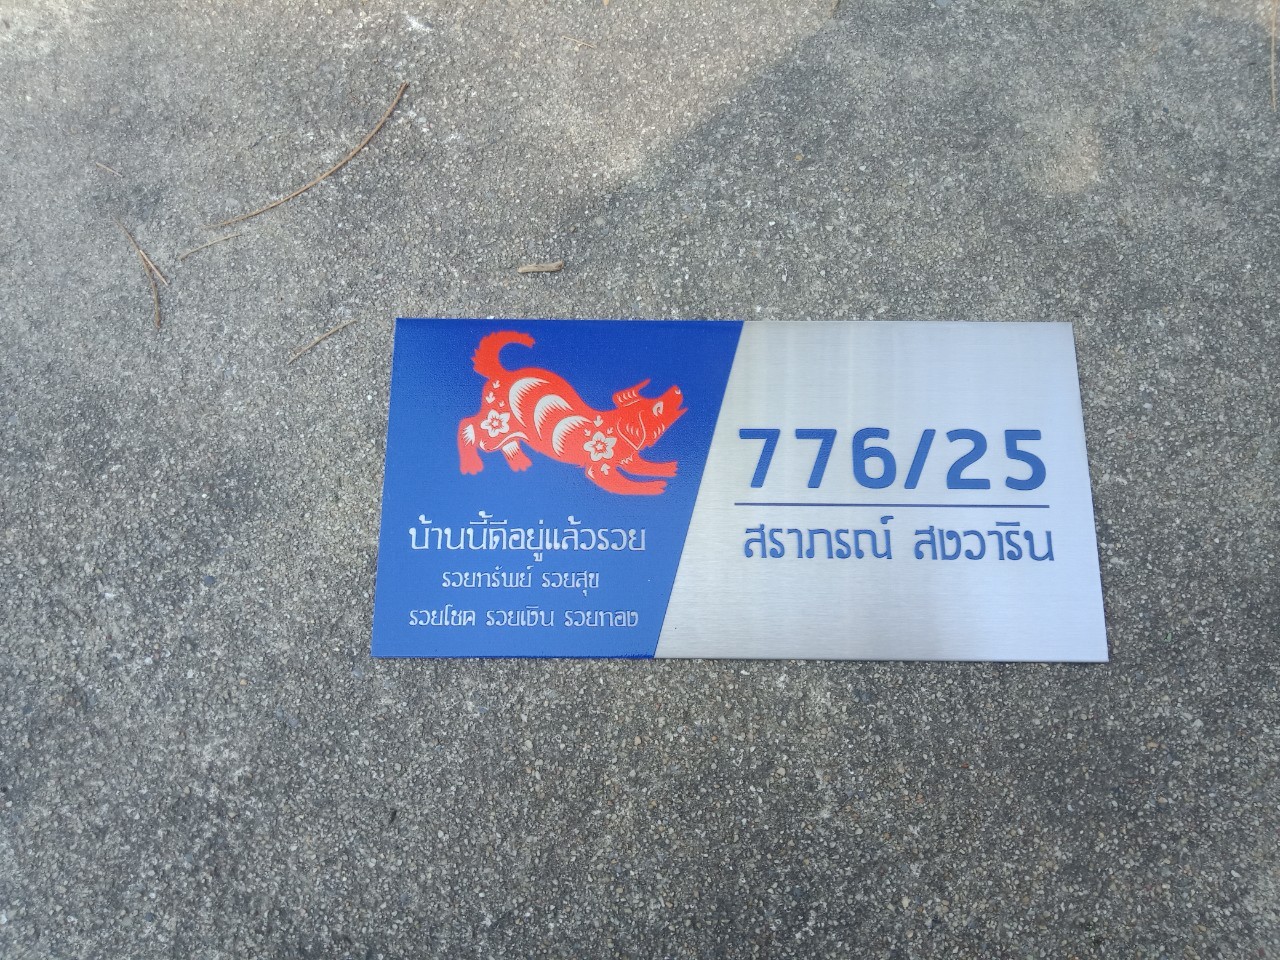 บ้านนี้ดีอยู่แล้วรวย
รวยทรัพย์ รวยสุข
รวยโชค รวยเงิน รวยทอง
776/25
สราภรณ์ สงวาริน